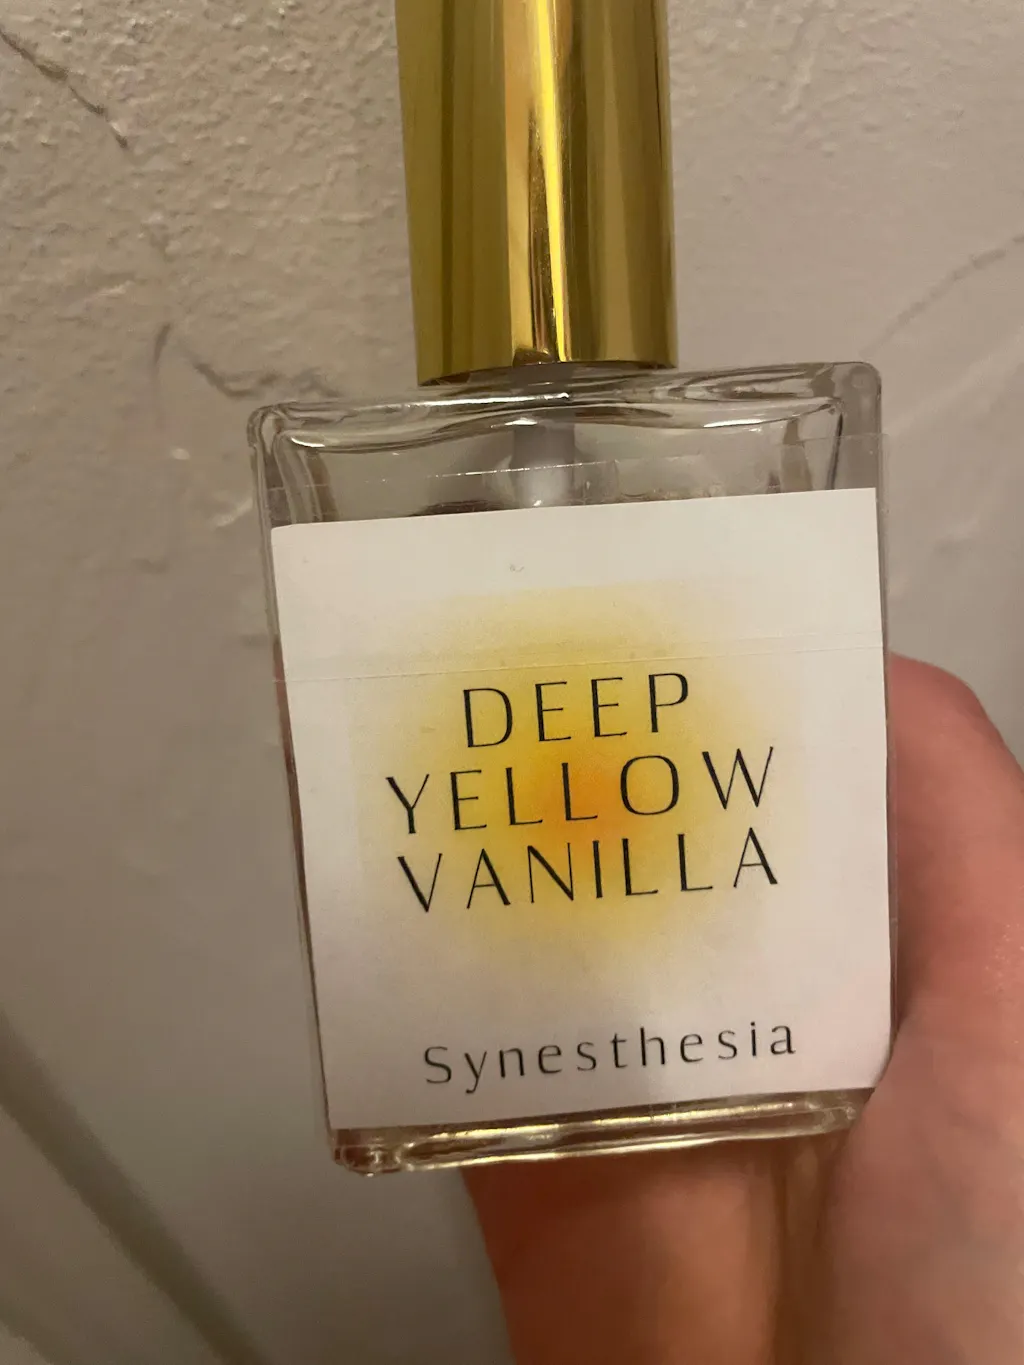 DEEP
YELLOW
VANILLA
Synesthesia